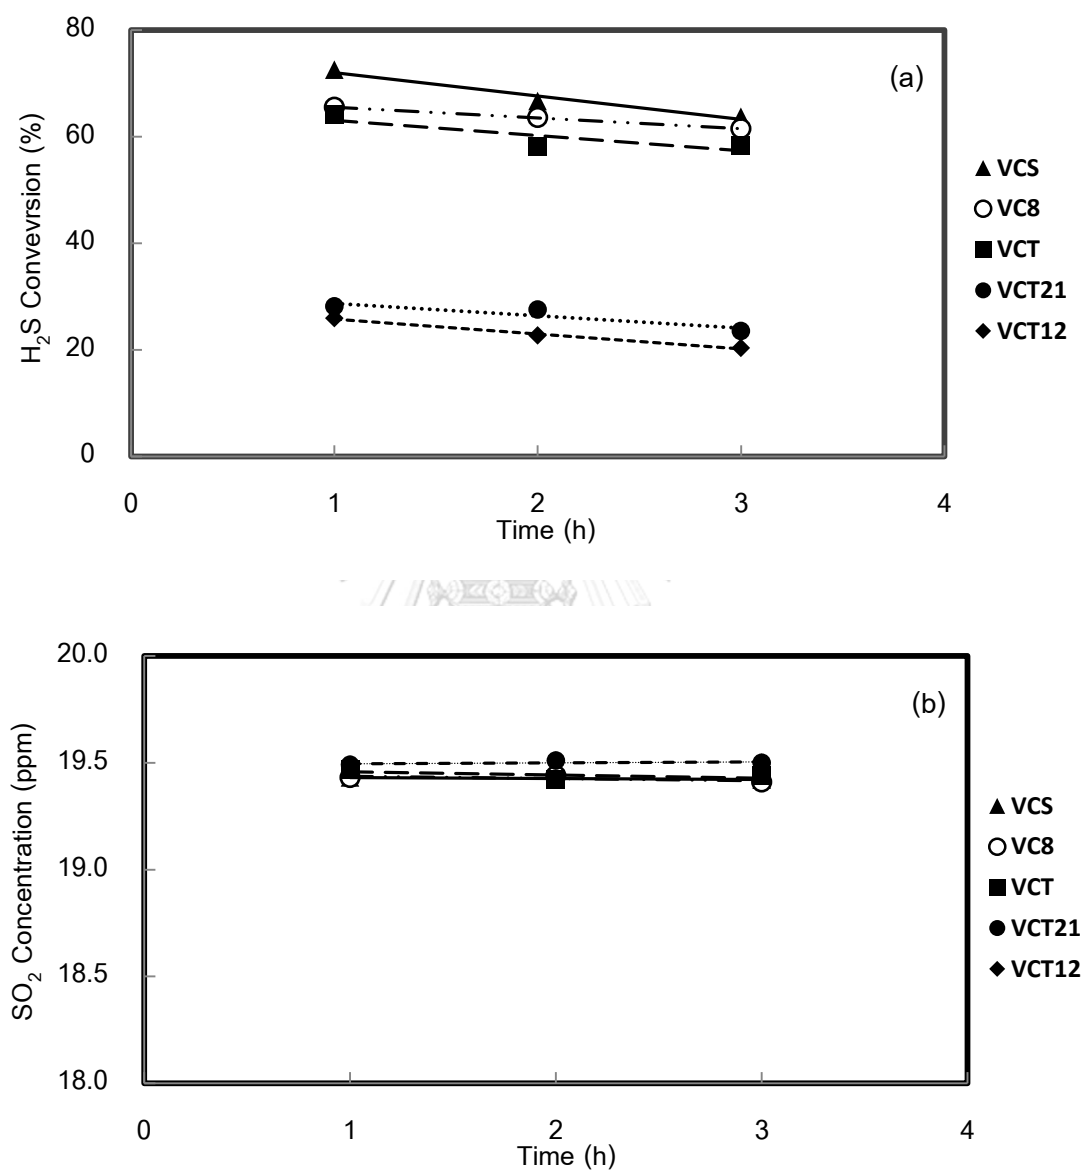 80
60
40
20
0
H₂S Convevrsion (%)
(a)
0 1 2 3 4
Time (h)
VCS
VC8
VCT
VCT21
VCT12
20.0
19.5
19.0
18.5
18.0
SO₂ Concentration (ppm)
(b)
0 1 2 3 4
Time (h)
VCS
VC8
VCT
VCT21
VCT12